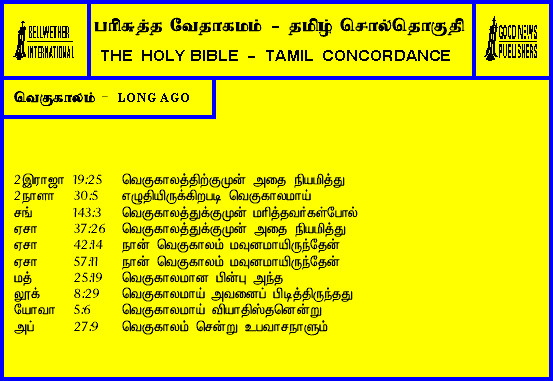 BELLWETHER
INTERNATIONAL
பரிசுத்த வேதாகமம் - தமிழ் சொல்தொகுதி
THE HOLY BIBLE - TAMIL CONCORDANCE
GOOD NEWS
PUBLISHERS
வெகுகாலம் - LONG AGO
2இராஜா 19:25 வெகுகாலத்திற்குமுன் அதை நியமித்து
2நாளா 30:5 எழுதியிருக்கிறபடி வெகுகாலமாய்
சங் 143:3 வெகுகாலத்துக்குமுன் மரித்தவர்கள்போல்
ஏசா 37:26 வெகுகாலத்துக்குமுன் அதை நியமித்து
ஏசா 42:14 நான் வெகுகாலம் மவுனமாயிருந்தேன்
ஏசா 57:11 நான் வெகுகாலம் மவுனமாயிருந்தேன்
மத் 25:19 வெகுகாலமான பின்பு அந்த
லூக் 8:29 வெகுகாலமாய் அவனைப் பிடித்திருந்தது
யோவா 5:6 வெகுகாலமாய் வியாதிஸ்தனென்று
அப் 27:9 வெகுகாலம் சென்று உபவாசநாளும்